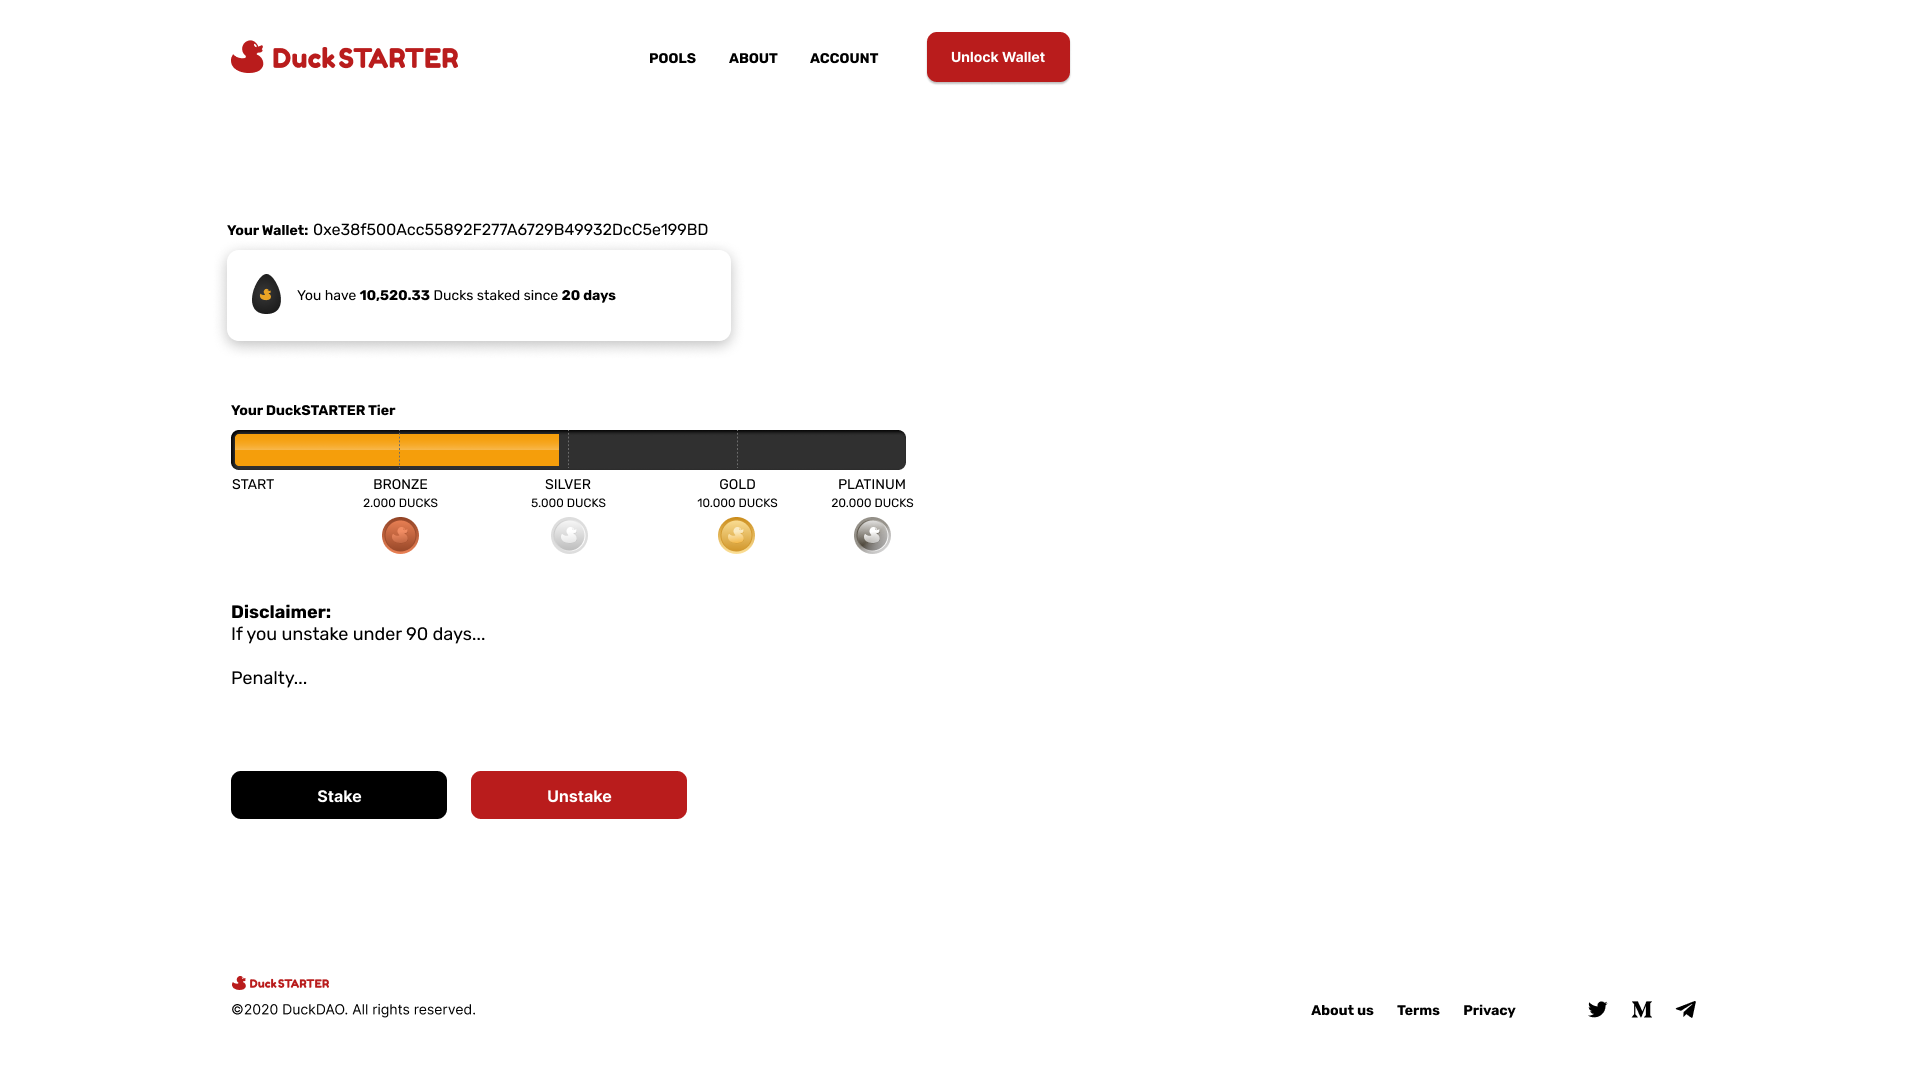 DuckSTARTER
POOLS ABOUT ACCOUNT Unlock Wallet
Your Wallet: 0xe38f500Acc55892F277A6729B49932DcC5e199BD
You have 10,520.33 Ducks staked since 20 days
Your DuckSTARTER Tier
START BRONZE SILVER GOLD PLATINUM
2.000 DUCKS 5.000 DUCKS 10.000 DUCKS 20.000 DUCKS
Disclaimer:
If you unstake under 90 days...
Penalty...
Stake Unstake
DuckSTARTER
©2020 DuckDAO. All rights reserved.
About us Terms Privacy